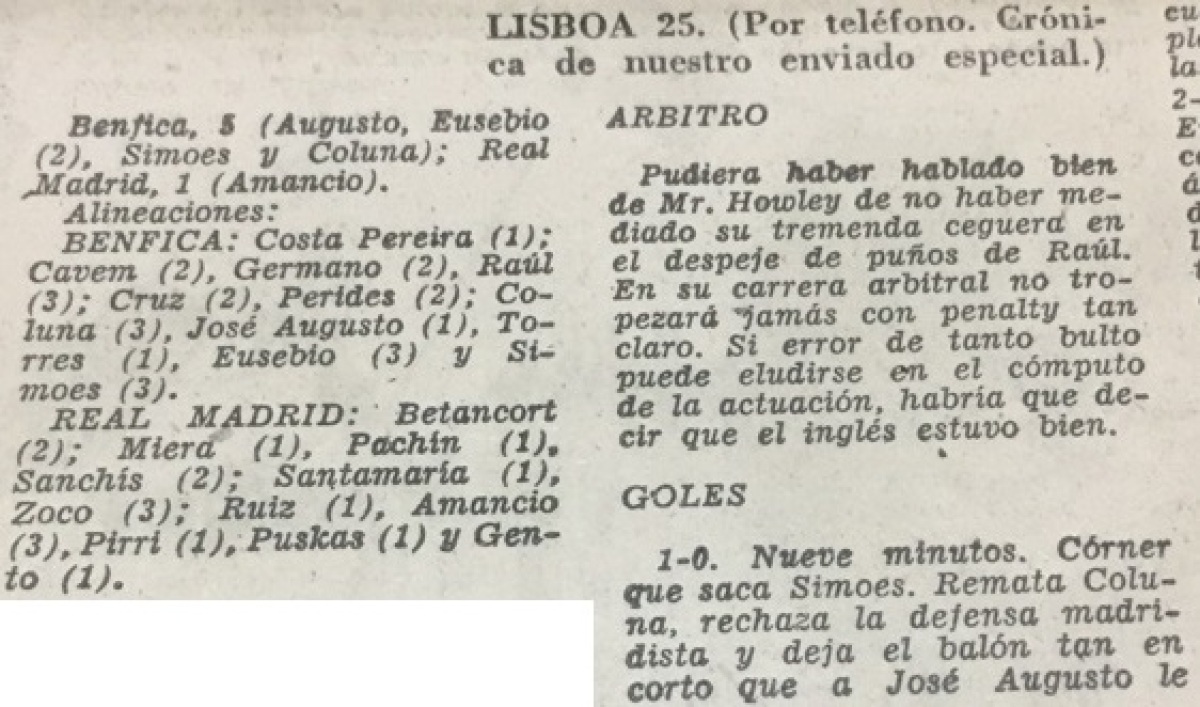 LISBOA 25. (Por teléfono. Cróni-
ca de nuestro enviado especial.)
Benfica, 5 (Augusto, Eusebio
(2), Simoes y Coluna); Real
Madrid, 1 (Amancio).
Alineaciones:
BENFICA: Costa Pereira (1);
Cavem (2), Germano (2), Raúl
(3); Cruz (2), Perides (2); Co-
luna (3), José Augusto (1), To-
rres (1), Eusebio (3) y Si-
moes (3).
REAL MADRID: Betancort
(2); Miera (1), Pachín (1),
Sanchís (2); Santamaría (1),
Zoco (3); Ruiz (1), Amancio
(3), Pirri (1), Puskas (1) y Gen-
to (1).
ARBITRO
Pudiera haber hablado bien
de Mr. Howley de no haber me-
diado su tremenda ceguera en
el despeje de puños de Raúl.
En su carrera arbitral no tro-
pezará jamás con penalty tan
claro. Si error de tanto bulto
puede eludirse en el cómputo
de la actuación, habría que de-
cir que el inglés estuvo bien.
GOLES
1-0. Nueve minutos. Córner
que saca Simoes. Remata Colu-
na, rechaza la defensa madri-
dista y deja el balón tan en
corto que a José Augusto le